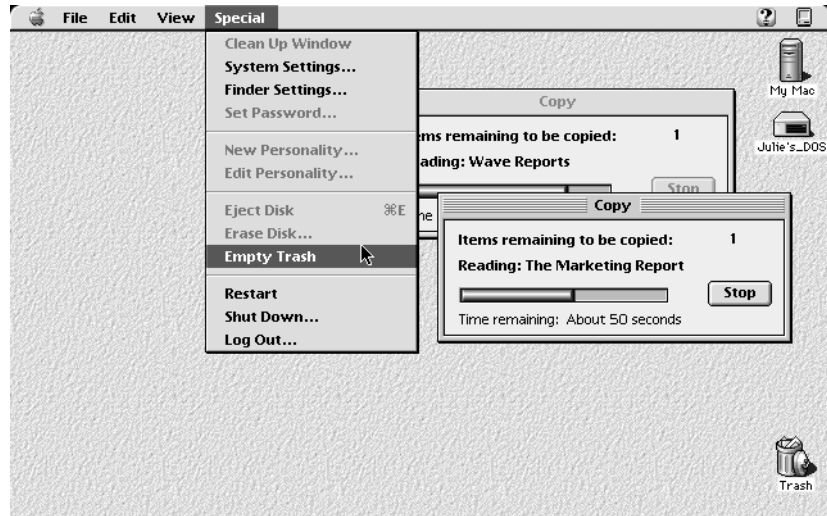 File Edit View Special
Clean Up Window
System Settings...
Finder Settings...
Set Password...
New Personality...
Edit Personality...
Eject Disk ⌘E
Erase Disk...
Empty Trash
Restart
Shut Down...
Log Out...
Copy
ems remaining to be copied: 1
ading: Wave Reports
Stop
ne
Copy
Items remaining to be copied: 1
Reading: The Marketing Report
Stop
Time remaining: About 50 seconds
My Mac
Julie's_DOS
Trash